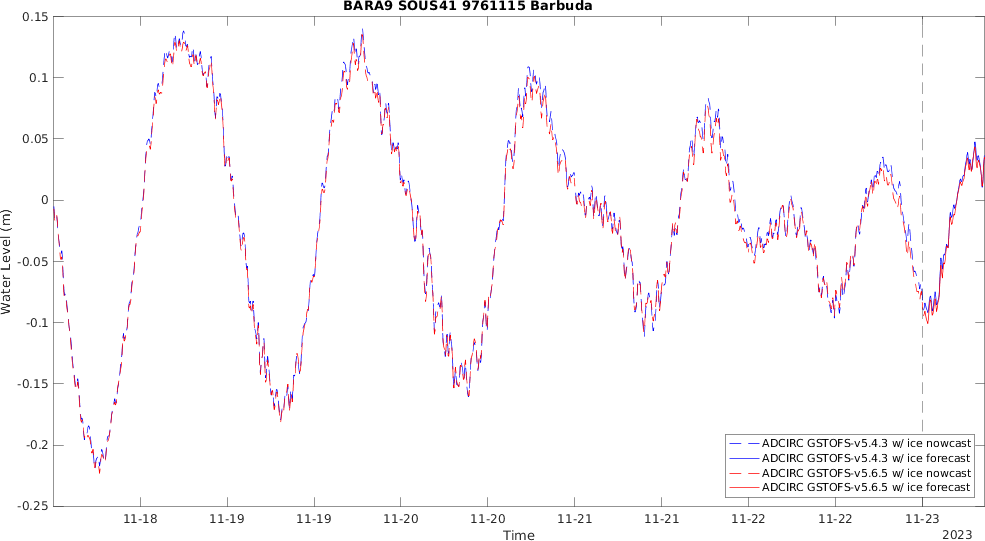 BARA9 SOUS41 9761115 Barbuda
0.15
0.1
0.05
0
-0.05
-0.1
-0.15
-0.2
-0.25
Water Level (m)
11-18
11-19
11-19
11-20
11-20
11-21
11-21
11-22
11-22
11-23
Time
2023
ADCIRC GSTOFS-v5.4.3 w/ ice nowcast
ADCIRC GSTOFS-v5.4.3 w/ ice forecast
ADCIRC GSTOFS-v5.6.5 w/ ice nowcast
ADCIRC GSTOFS-v5.6.5 w/ ice forecast